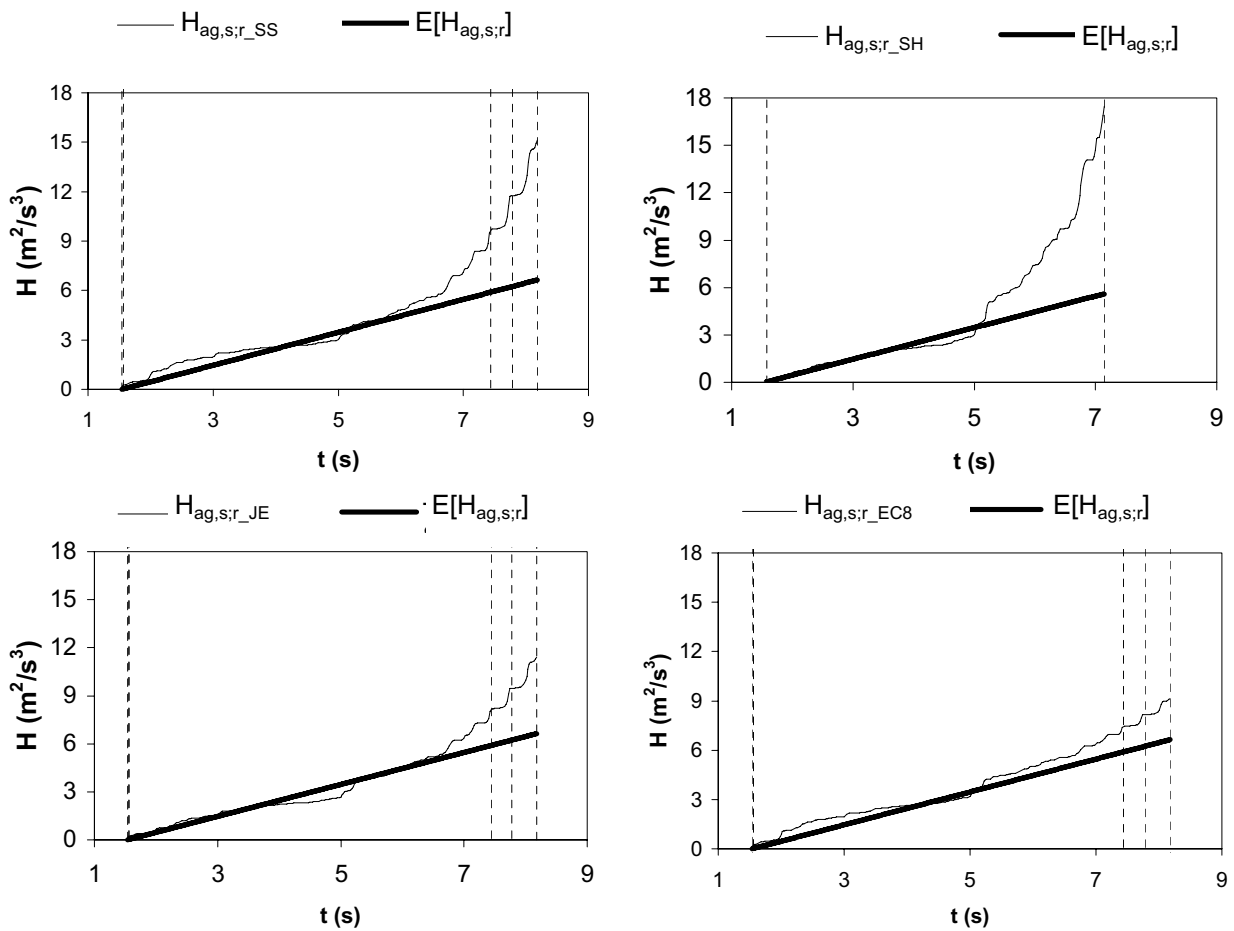 H_ag,s;r_SS E[H_ag,s;r]
18
15
12
9
6
3
0
H (m²/s³)
1 3 5 7 9
t (s)
H_ag,s;r_SH E[H_ag,s;r]
18
15
12
9
6
3
0
H (m²/s³)
1 3 5 7 9
t (s)
H_ag,s;r_JE E[H_ag,s;r]
18
15
12
9
6
3
0
H (m²/s³)
1 3 5 7 9
t (s)
H_ag,s;r_EC8 E[H_ag,s;r]
18
15
12
9
6
3
0
H (m²/s³)
1 3 5 7 9
t (s)